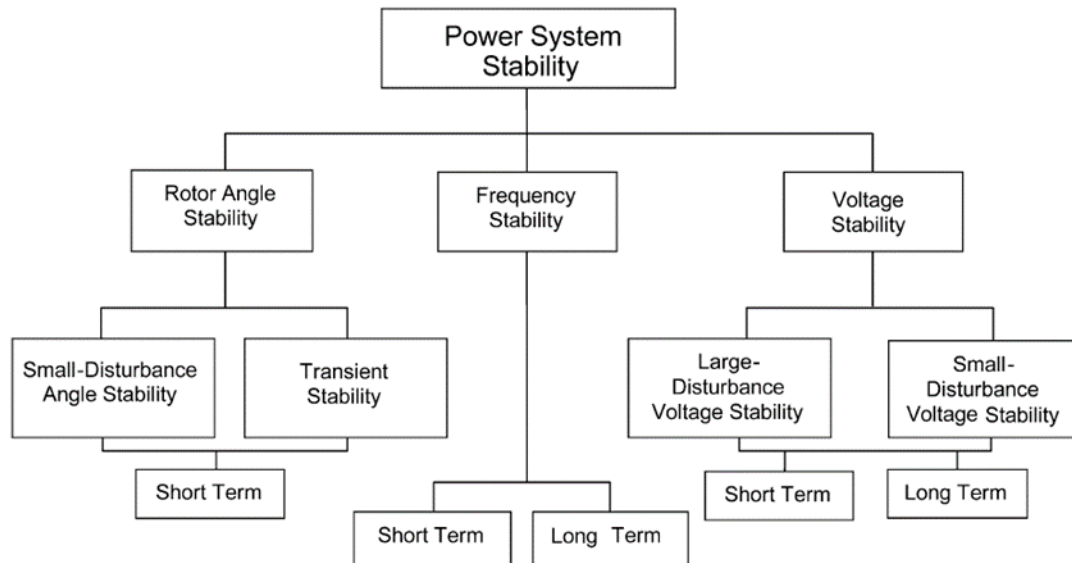 Power System
Stability
Rotor Angle
Stability
Frequency
Stability
Voltage
Stability
Small-Disturbance
Angle Stability
Transient
Stability
Large-
Disturbance
Voltage Stability
Small-
Disturbance
Voltage Stability
Short Term
Short Term
Long Term
Short Term
Long Term